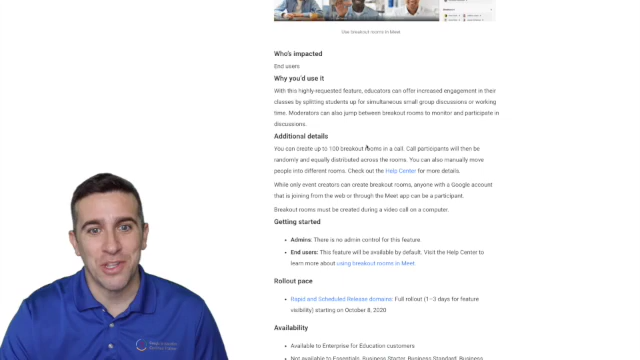 Use breakout rooms in Meet.
Who's impacted
End users
Why you'd use it
With this highly-requested feature, educators can offer increased engagement in their
classes by splitting students up for simultaneous small group discussions or working
time. Moderators can also jump between breakout rooms to monitor and participate in
discussions.
Additional details
You can create up to 100 breakout rooms in a call. Call participants will then be
randomly and equally distributed across the rooms. You can also manually move
people into different rooms. Check out the Help Center for more details.
While only event creators can create breakout rooms, anyone with a Google account
that is joining from the web or through the Meet app can be a participant.
Breakout rooms must be created during a video call on a computer.
Getting started
• Admins: There is no admin control for this feature.
• End users: This feature will be available by default. Visit the Help Center to
learn more about using breakout rooms in Meet.
Rollout pace
• Rapid and Scheduled Release domains: Full rollout (1–3 days for feature
visibility) starting on October 8, 2020
Availability
• Available to Enterprise for Education customers
• Not available to Essentials, Business Starter, Business Standard, Business